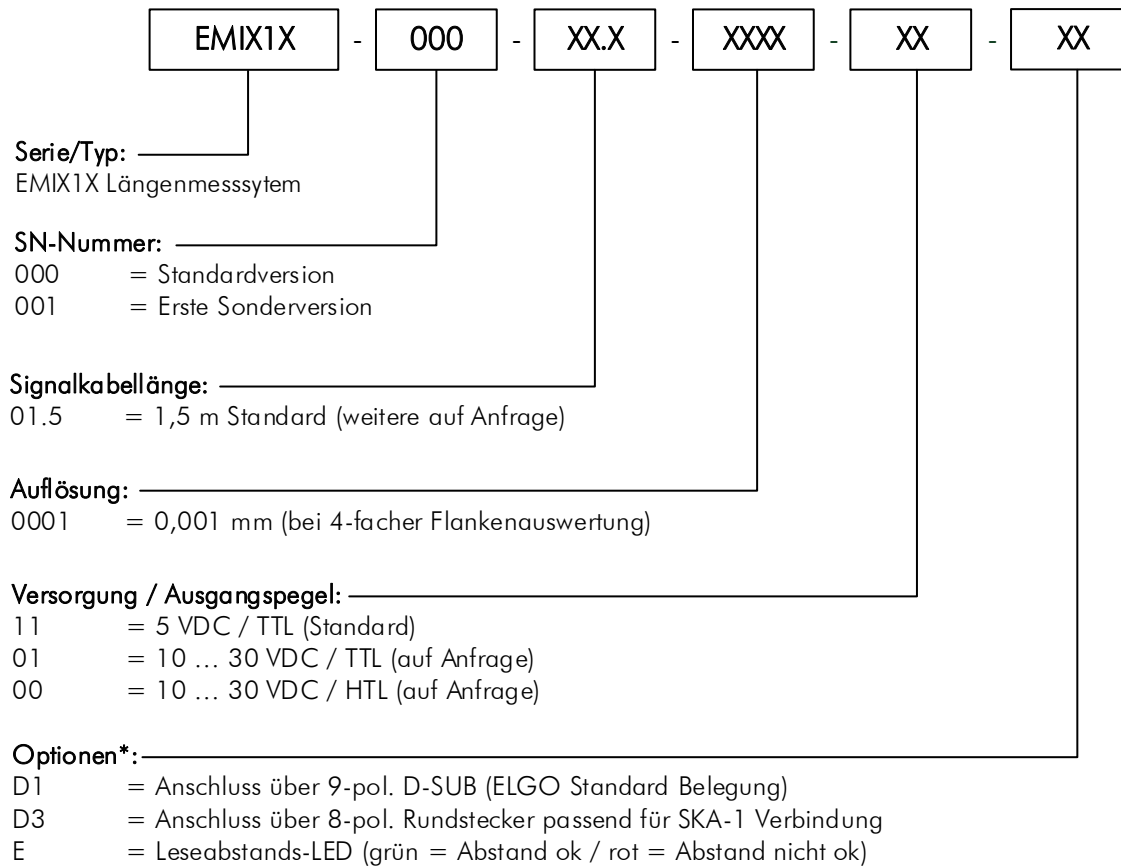 EMIX1X - 000 - XX.X - XXXX - XX - XX
Serie/Typ:
EMIX1X Längenmesssytem
SN-Nummer:
000 = Standardversion
001 = Erste Sonderversion
Signalkabellänge:
01.5 = 1,5 m Standard (weitere auf Anfrage)
Auflösung:
0001 = 0,001 mm (bei 4-facher Flankenauswertung)
Versorgung / Ausgangspegel:
11 = 5 VDC / TTL (Standard)
01 = 10 ... 30 VDC / TTL (auf Anfrage)
00 = 10 ... 30 VDC / HTL (auf Anfrage)
Optionen*:
D1 = Anschluss über 9-pol. D-SUB (ELGO Standard Belegung)
D3 = Anschluss über 8-pol. Rundstecker passend für SKA-1 Verbindung
E = Leseabstands-LED (grün = Abstand ok / rot = Abstand nicht ok)